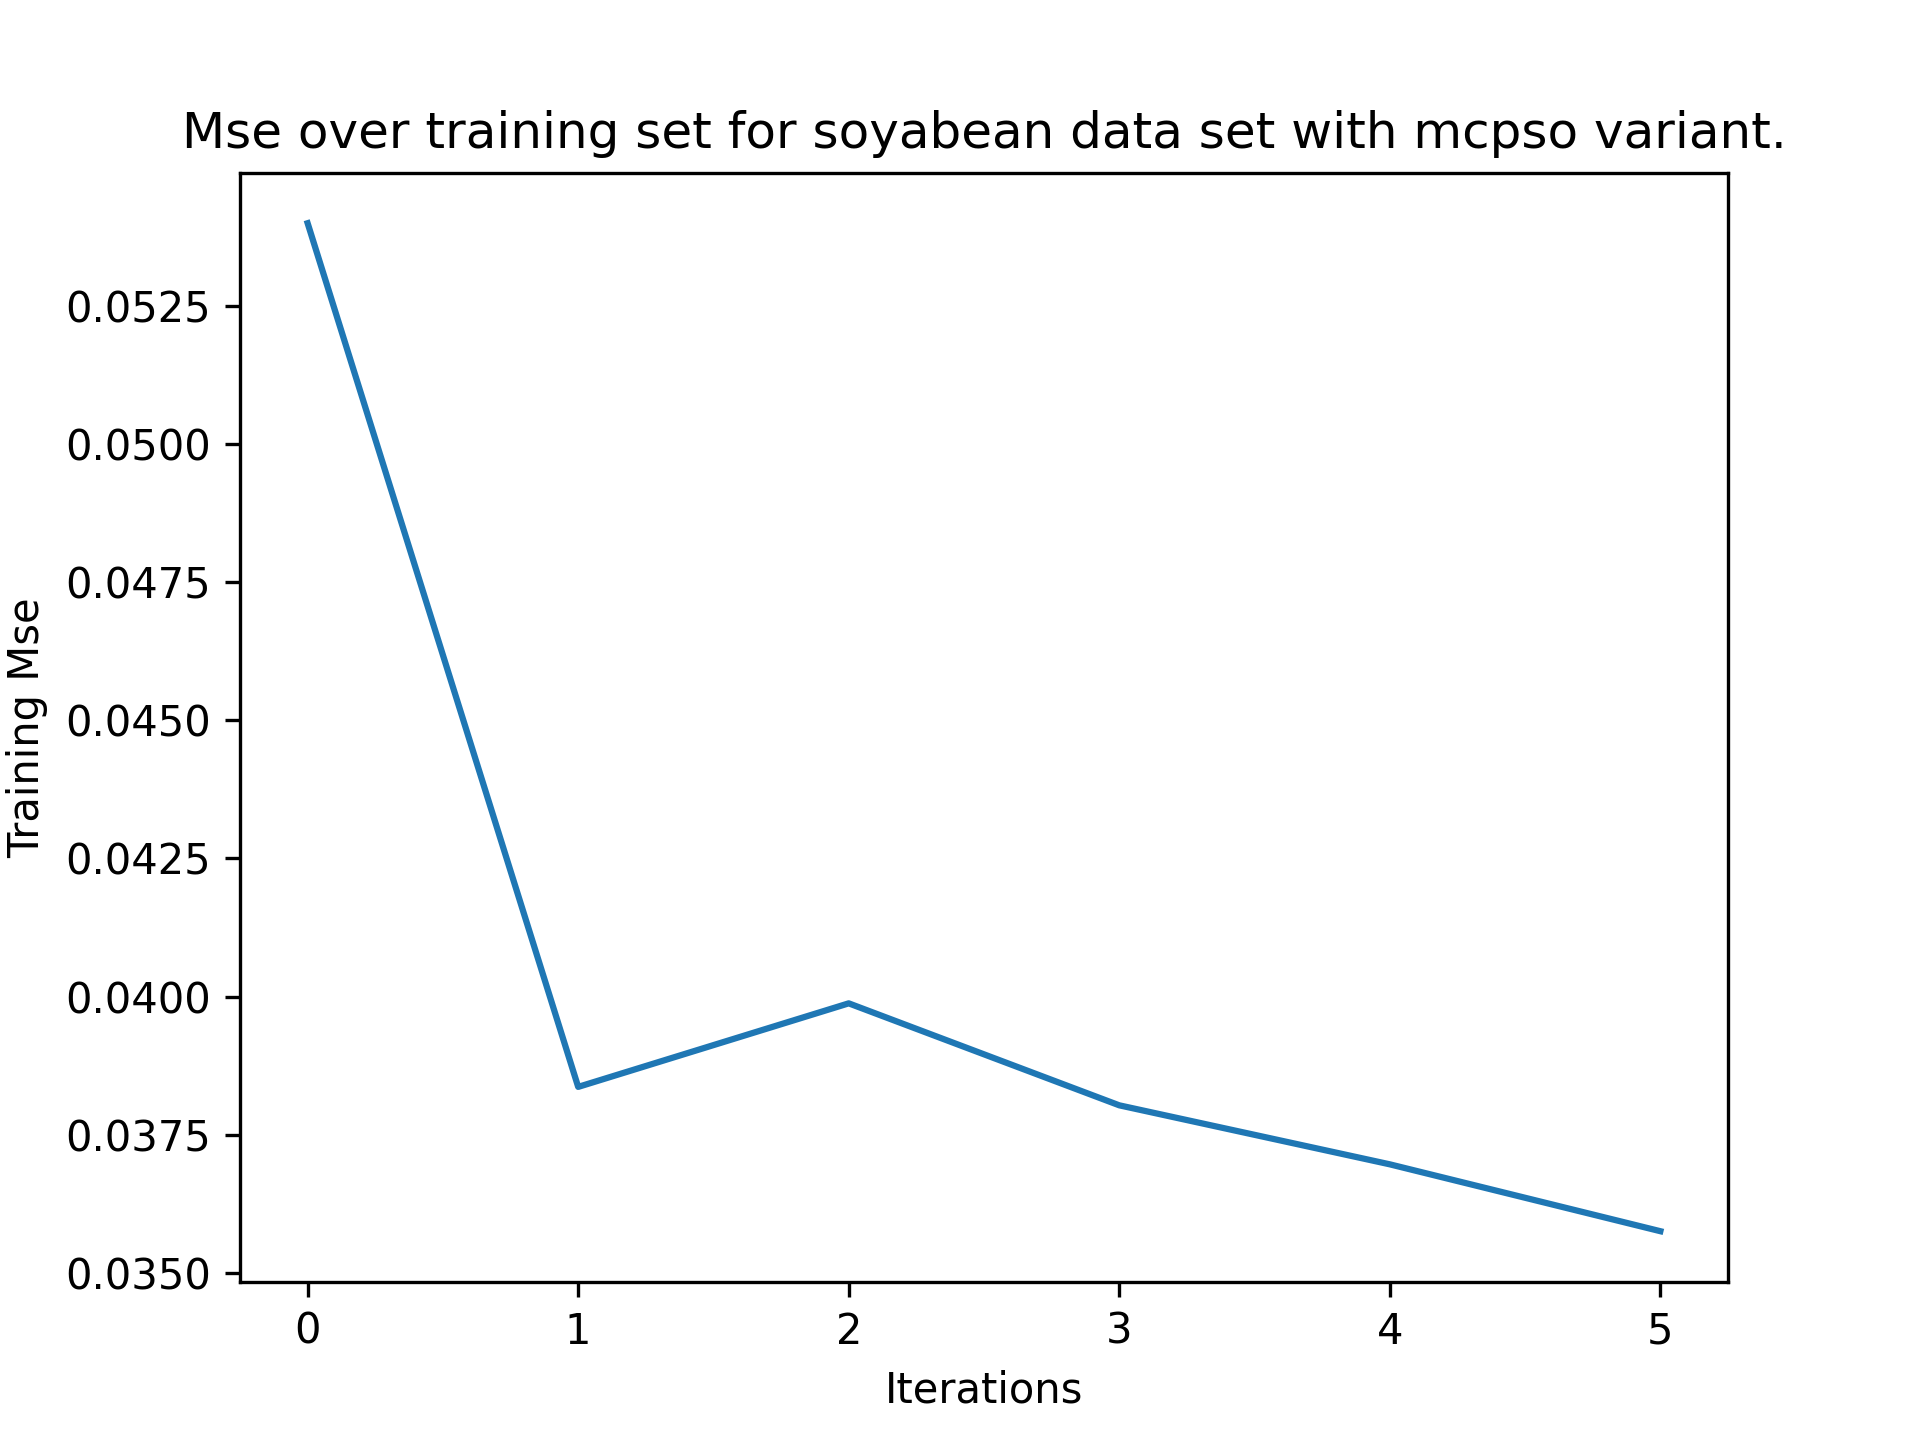 Mse over training set for soyabean data set with mcpso variant.
Training Mse
0.0525
0.0500
0.0475
0.0450
0.0425
0.0400
0.0375
0.0350
0 1 2 3 4 5
Iterations